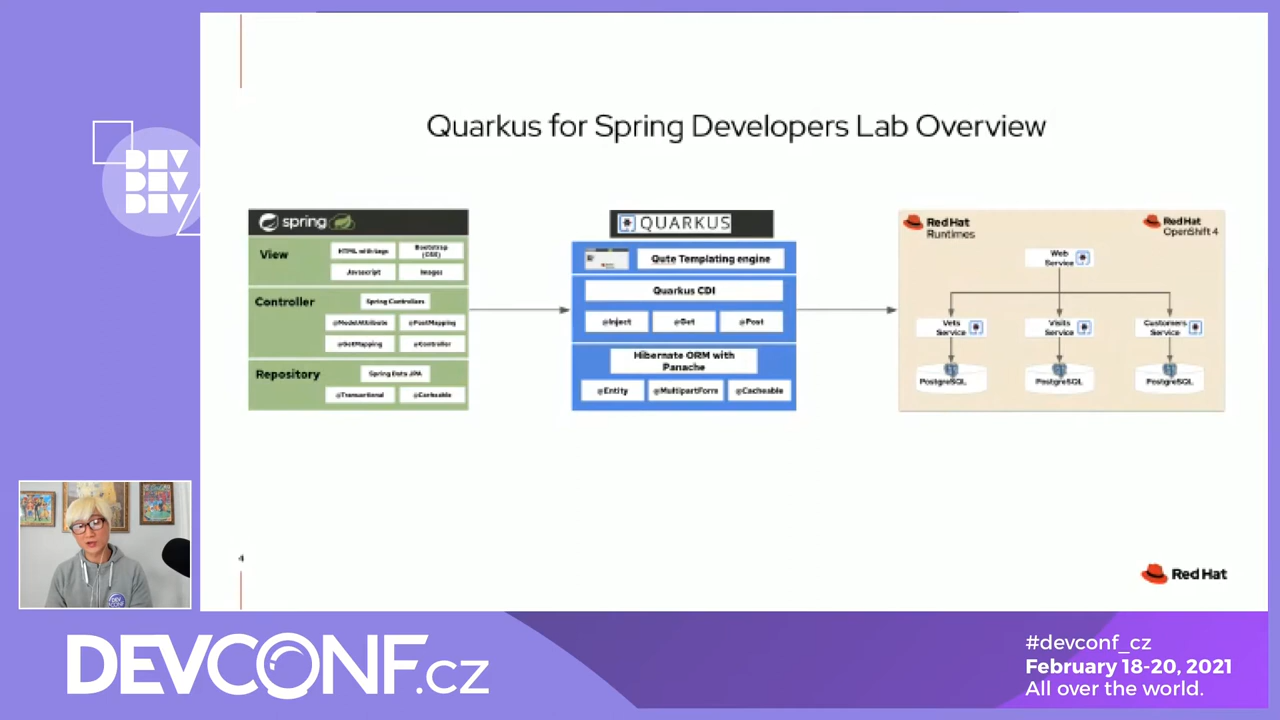 DEV
DEV
DEV
Quarkus for Spring Developers Lab Overview
spring
View
HTML with tags
Bootstrap
(CSS)
Javascript
Images
Controller
Spring Controllers
@ModelAttribute
@PostMapping
@GetMapping
@Controller
Repository
Spring Data JPA
@Transactional
@Cacheable
QUARKUS
Qute Templating engine
Quarkus CDI
@Inject
@Get
@Post
Hibernate ORM with
Panache
@Entity
@MultipartForm
@Cacheable
Red Hat
Runtimes
Red Hat
OpenShift 4
Web
Service
Vets
Service
Visits
Service
Customers
Service
PostgreSQL
PostgreSQL
PostgreSQL
4
Red Hat
DEVCONF.cz
#devconf_cz
February 18-20, 2021
All over the world.